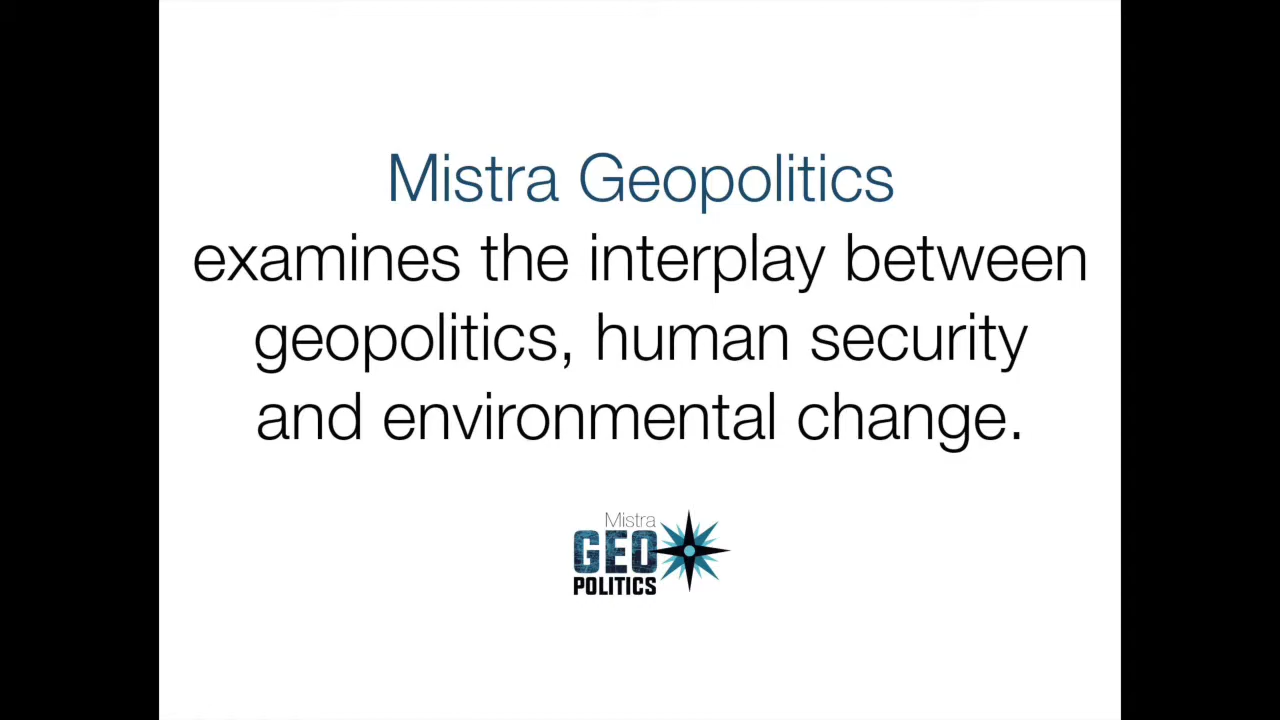 Mistra Geopolitics
examines the interplay between
geopolitics, human security
and environmental change.
Mistra
GEO
POLITICS